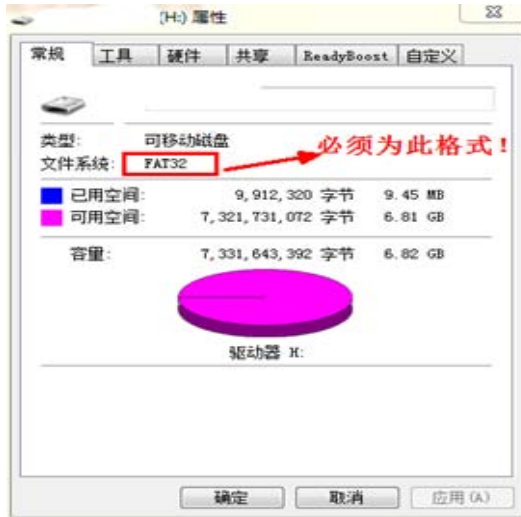 (H:) 属性
常规 工具 硬件 共享 ReadyBoost 自定义
类型: 可移动磁盘
必须为此格式！
文件系统: FAT32
已用空间: 9,912,320 字节 9.45 MB
可用空间: 7,321,731,072 字节 6.81 GB
容量: 7,331,643,392 字节 6.82 GB
驱动器 H:
确定 取消 应用(A)